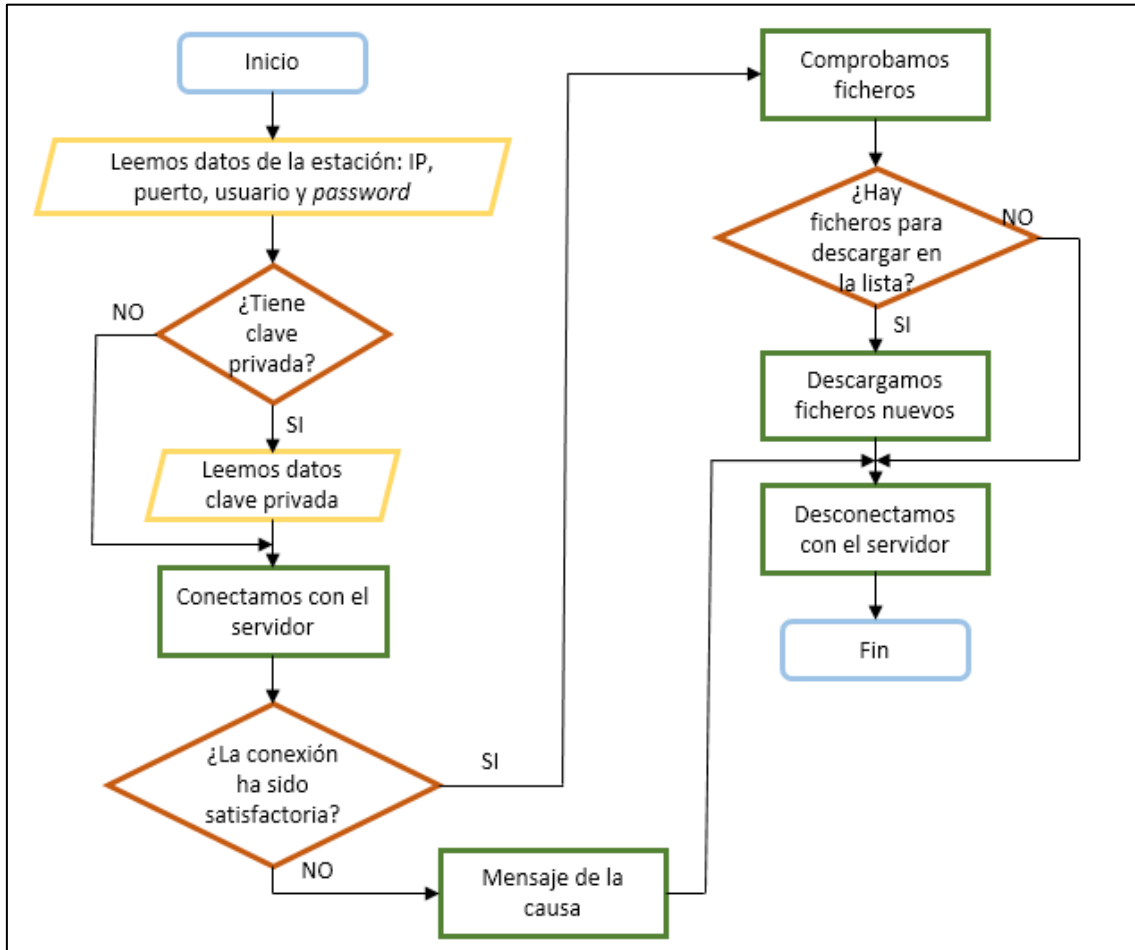 Inicio
Leemos datos de la estación: IP,
puerto, usuario y password
¿Tiene
clave
privada?
NO
SI
Leemos datos
clave privada
Conectamos con el
servidor
¿La conexión
ha sido
satisfactoria?
SI
NO
Mensaje de la
causa
Comprobamos
ficheros
¿Hay
ficheros para
descargar en
la lista?
NO
SI
Descargamos
ficheros nuevos
Desconectamos
con el servidor
Fin